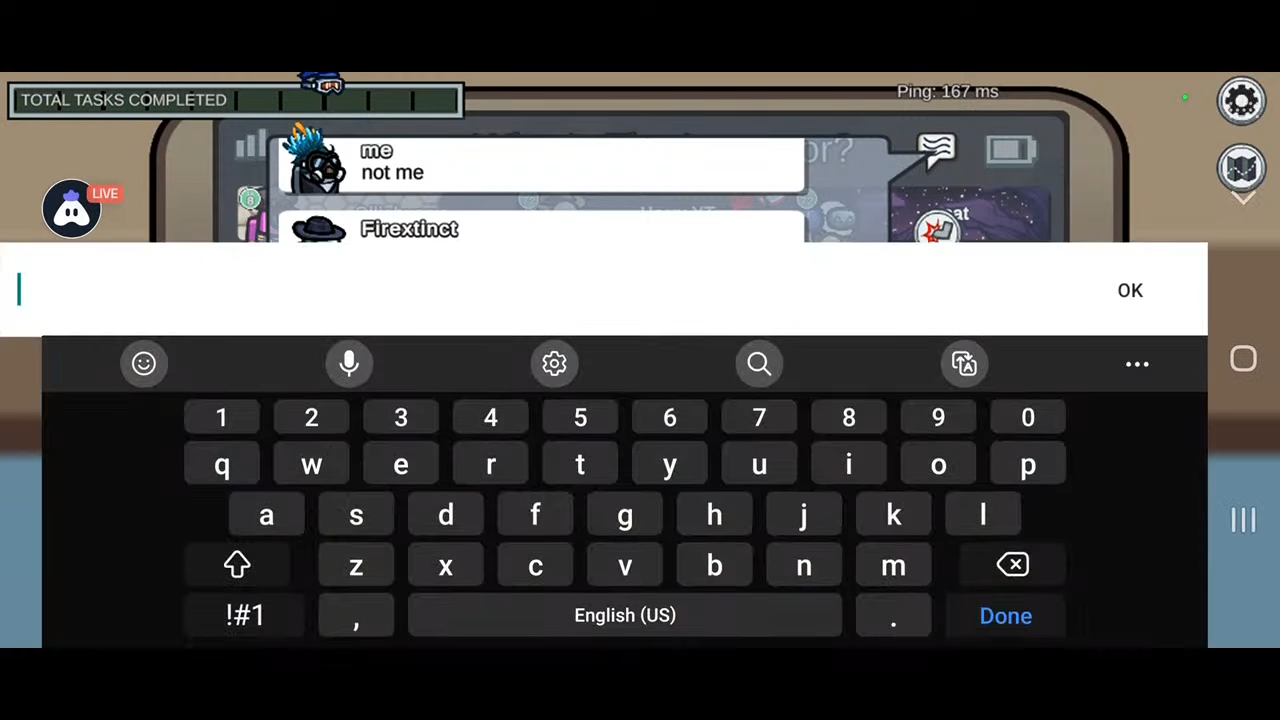 TOTAL TASKS COMPLETED
Ping: 167 ms
LIVE
me
not me
or?
Firextinct
OK
1 2 3 4 5 6 7 8 9 0
q w e r t y u i o p
a s d f g h j k l
z x c v b n m
!#1 , English (US) . Done